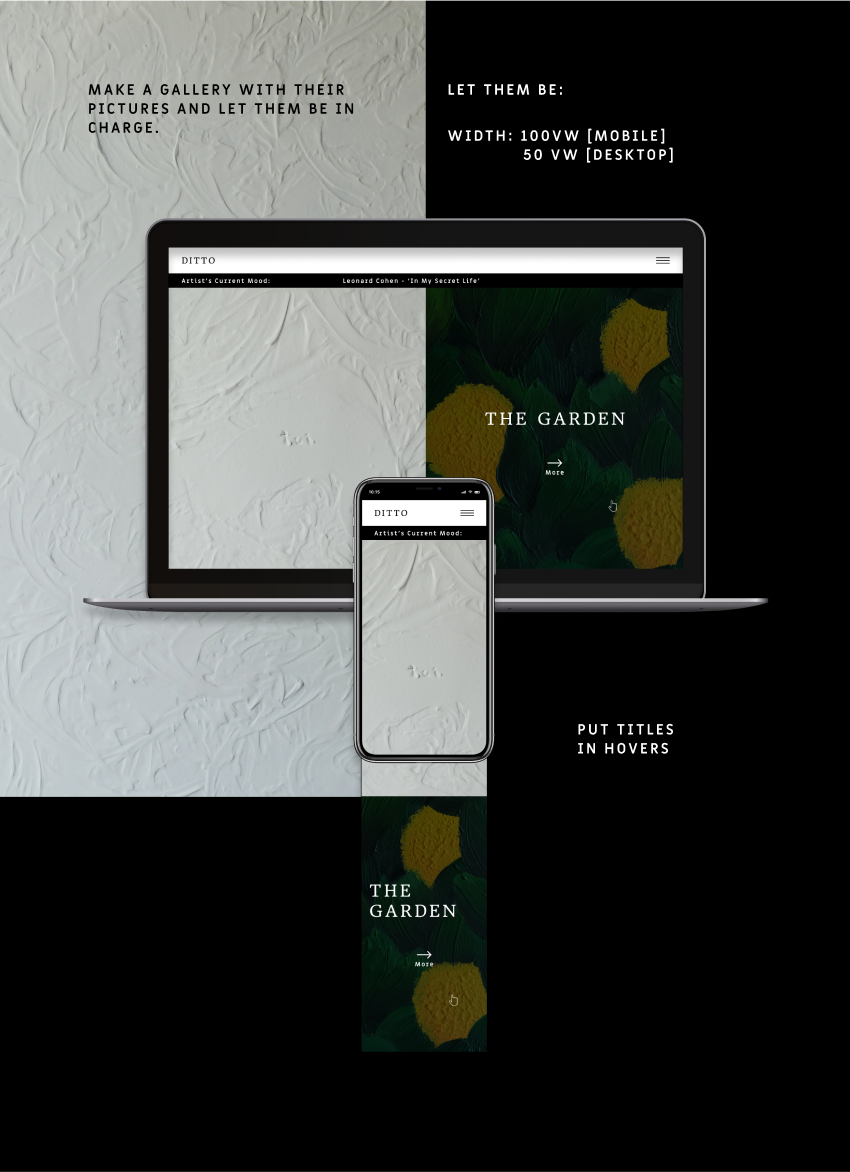 MAKE A GALLERY WITH THEIR
PICTURES AND LET THEM BE IN
CHARGE.
LET THEM BE:
WIDTH: 100VW [MOBILE]
50 VW [DESKTOP]
DITTO
Artist's Current Mood: Leonard Cohen - 'In My Secret Life'
THE GARDEN
More
10:15
DITTO
Artist's Current Mood:
PUT TITLES
IN HOVERS
THE
GARDEN
More